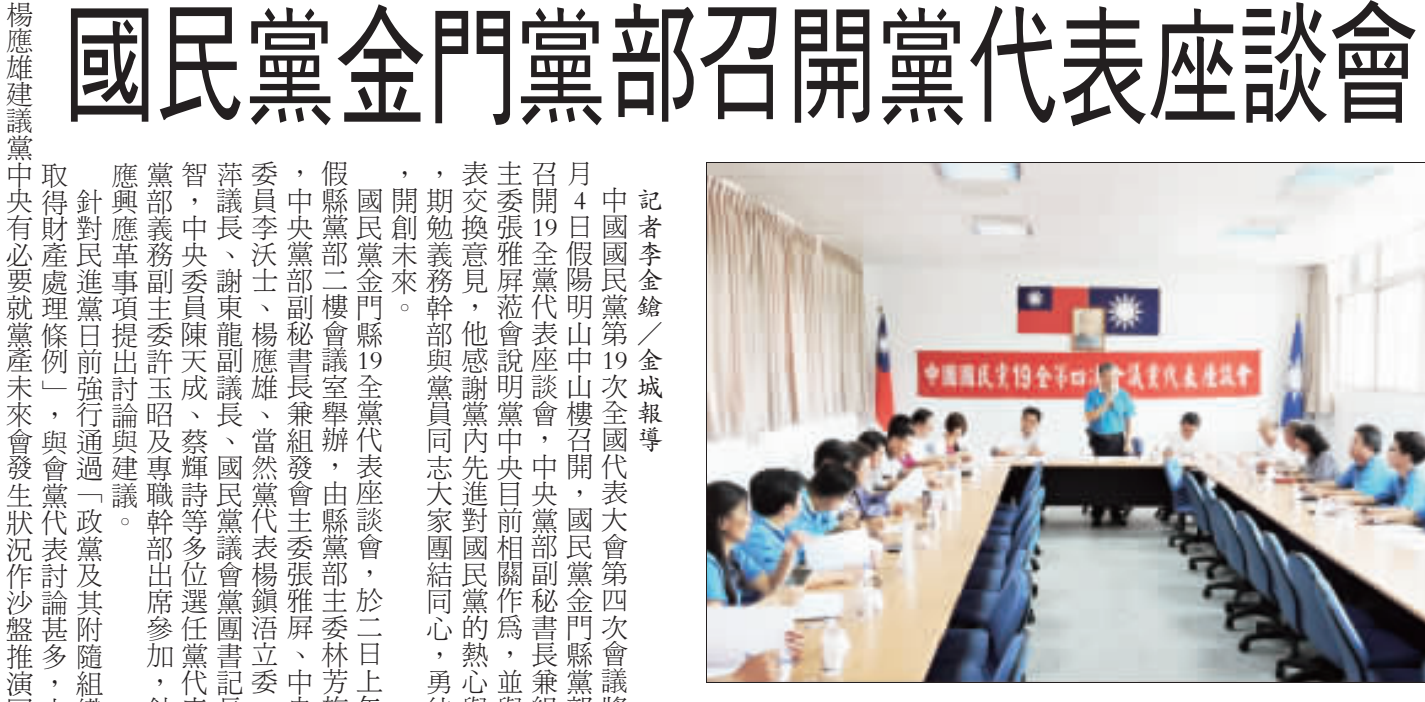 國民黨金門黨部召開黨代表座談會
記者李金鎗／金城報導
中國國民黨第19次全國代表大會第四次會議將
月4日假陽明山中山樓召開，國民黨金門縣黨部
召開19全黨代表座談會，中央黨部副秘書長兼組
主委張雅屏蒞會說明黨中央目前相關作為，並與
表交換意見，他感謝黨內先進對國民黨的熱心與
，期勉義務幹部與黨員同志大家團結同心，勇
，開創未來。
國民黨金門縣19全黨代表座談會，於二日上午
假縣黨部二樓會議室舉辦，由縣黨部主委林芳
，中央黨部副秘書長兼組發會主委張雅屏、中央
委員李沃士、楊應雄、當然黨代表楊鎮浯立委
萍議長、謝東龍副議長、國民黨議會黨團書記長
智，中央委員陳天成、蔡輝詩等多位選任黨代表
黨部義務副主委許玉昭及專職幹部出席參加，
應興應革事項提出討論與建議。
針對民進黨日前強行通過「政黨及其附隨組織
取得財產處理條例」，與會黨代表討論甚多，
楊應雄建議黨中央有必要就黨產未來會發生狀況作沙盤推演
中國國民黨19全第四次會議黨代表座談會